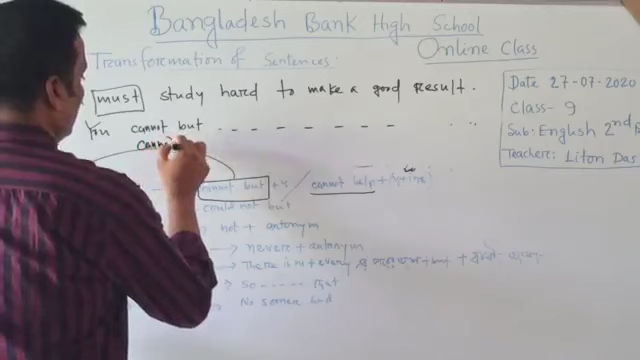 Bangladesh Bank High School
Online Class
Transformation of Sentences:
must study hard to make a good result.
You cannot but - - - - - - -
Date 27-07-2020
Class- 9
Sub: English 2nd
Teacher: Liton Das
cannot but + / cannot help +
could not but
not + antonym
→ never + antonym
→ There is no + every + but +
so ----- that
No sooner had